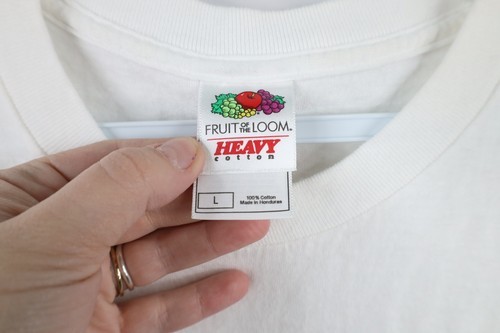 FRUIT OF THE LOOM®
HEAVY
cotton
L
100% Cotton
Made in Honduras